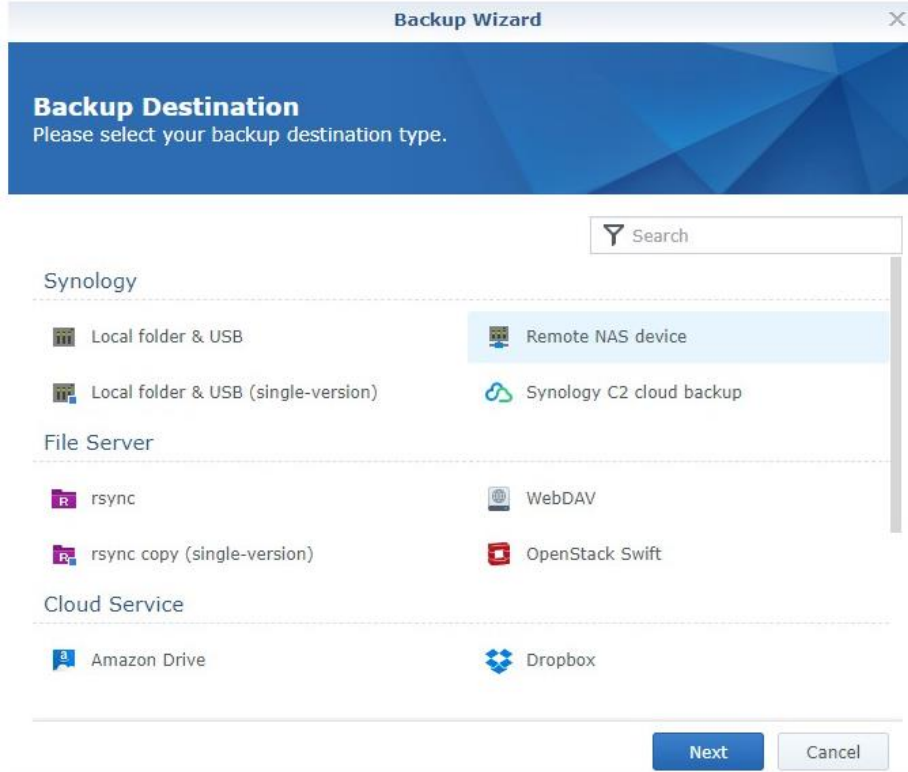 Backup Wizard
Backup Destination
Please select your backup destination type.
Search
Synology
Local folder & USB
Remote NAS device
Local folder & USB (single-version)
Synology C2 cloud backup
File Server
R rsync
WebDAV
R rsync copy (single-version)
OpenStack Swift
Cloud Service
a Amazon Drive
Dropbox
Next
Cancel